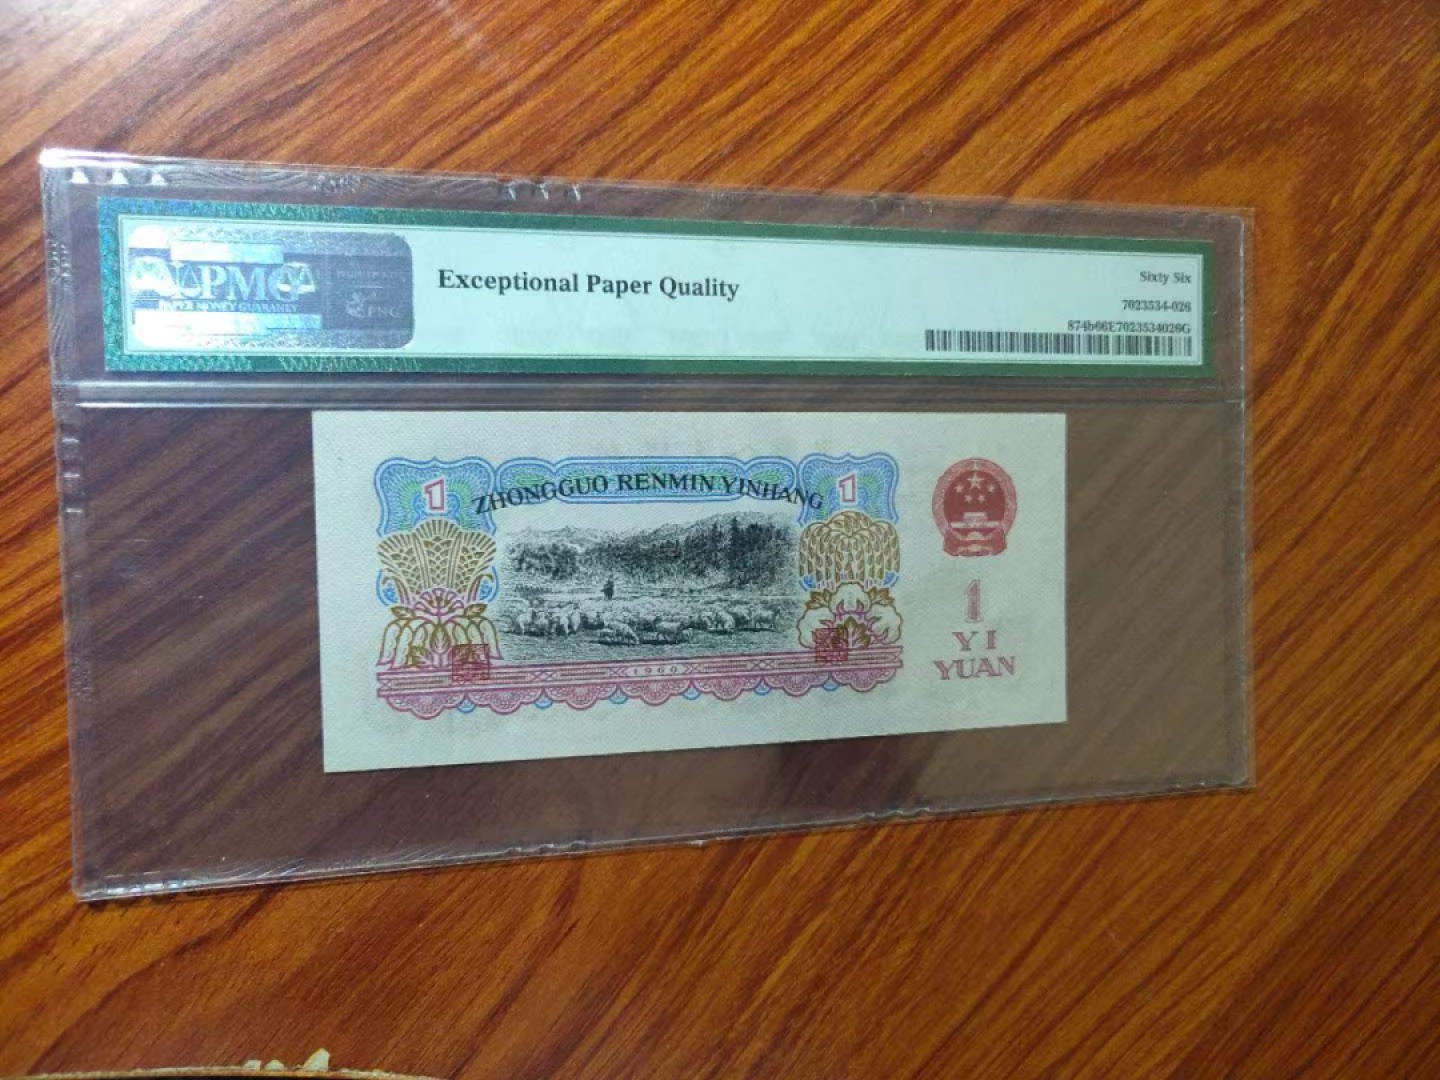 PMG
PAPER MONEY GUARANTY
PNG
Exceptional Paper Quality
Sixty Six
7023534-026
874b66E7023534026G
1
ZHONGGUO RENMIN YINHANG
1
1960
1
YI
YUAN